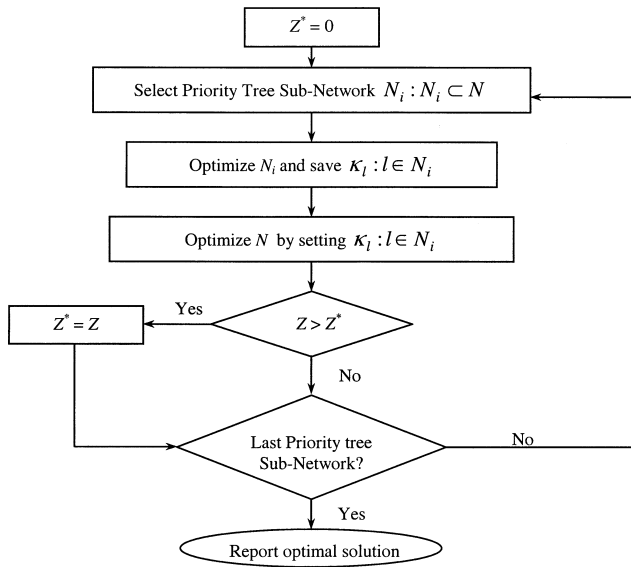 Z* = 0
Select Priority Tree Sub-Network N_i : N_i ⊂ N
Optimize N_i and save κ_l : l ∈ N_i
Optimize N by setting κ_l : l ∈ N_i
Yes
Z* = Z
Z > Z*
No
Last Priority tree
Sub-Network?
No
Yes
Report optimal solution